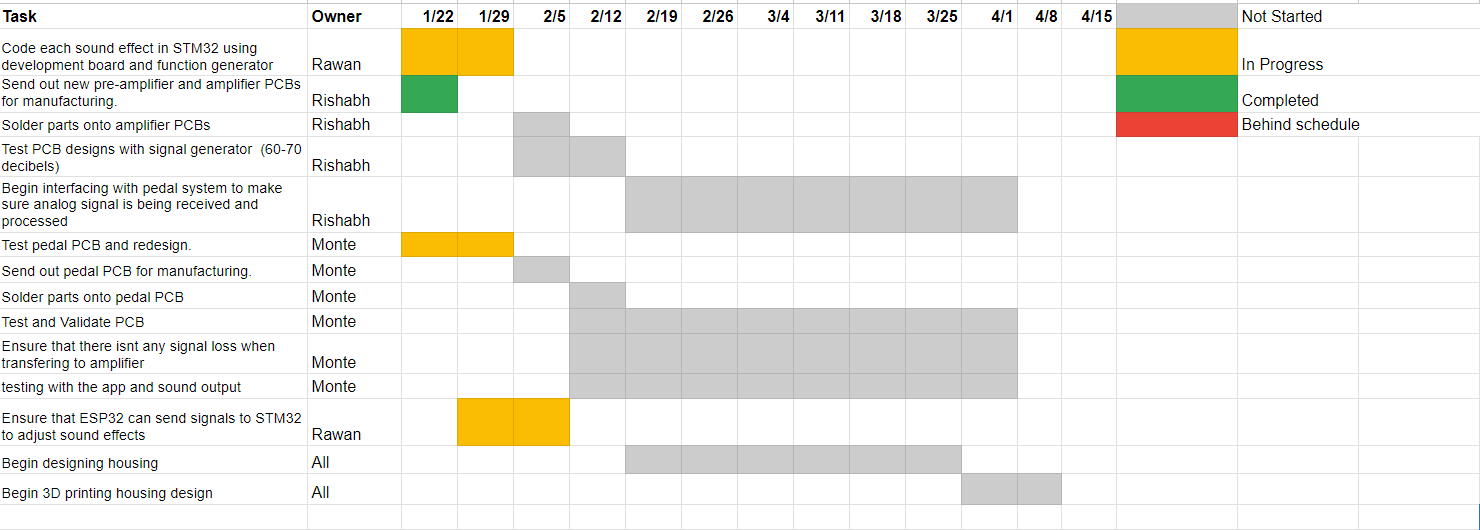 Task Owner 1/22 1/29 2/5 2/12 2/19 2/26 3/4 3/11 3/18 3/25 4/1 4/8 4/15 Not Started
Code each sound effect in STM32 using
development board and function generator Rawan In Progress
Send out new pre-amplifier and amplifier PCBs
for manufacturing. Rishabh Completed
Solder parts onto amplifier PCBs Rishabh Behind schedule
Test PCB designs with signal generator (60-70
decibels) Rishabh
Begin interfacing with pedal system to make
sure analog signal is being received and
processed Rishabh
Test pedal PCB and redesign. Monte
Send out pedal PCB for manufacturing. Monte
Solder parts onto pedal PCB Monte
Test and Validate PCB Monte
Ensure that there isnt any signal loss when
transfering to amplifier Monte
testing with the app and sound output Monte
Ensure that ESP32 can send signals to STM32
to adjust sound effects Rawan
Begin designing housing All
Begin 3D printing housing design All